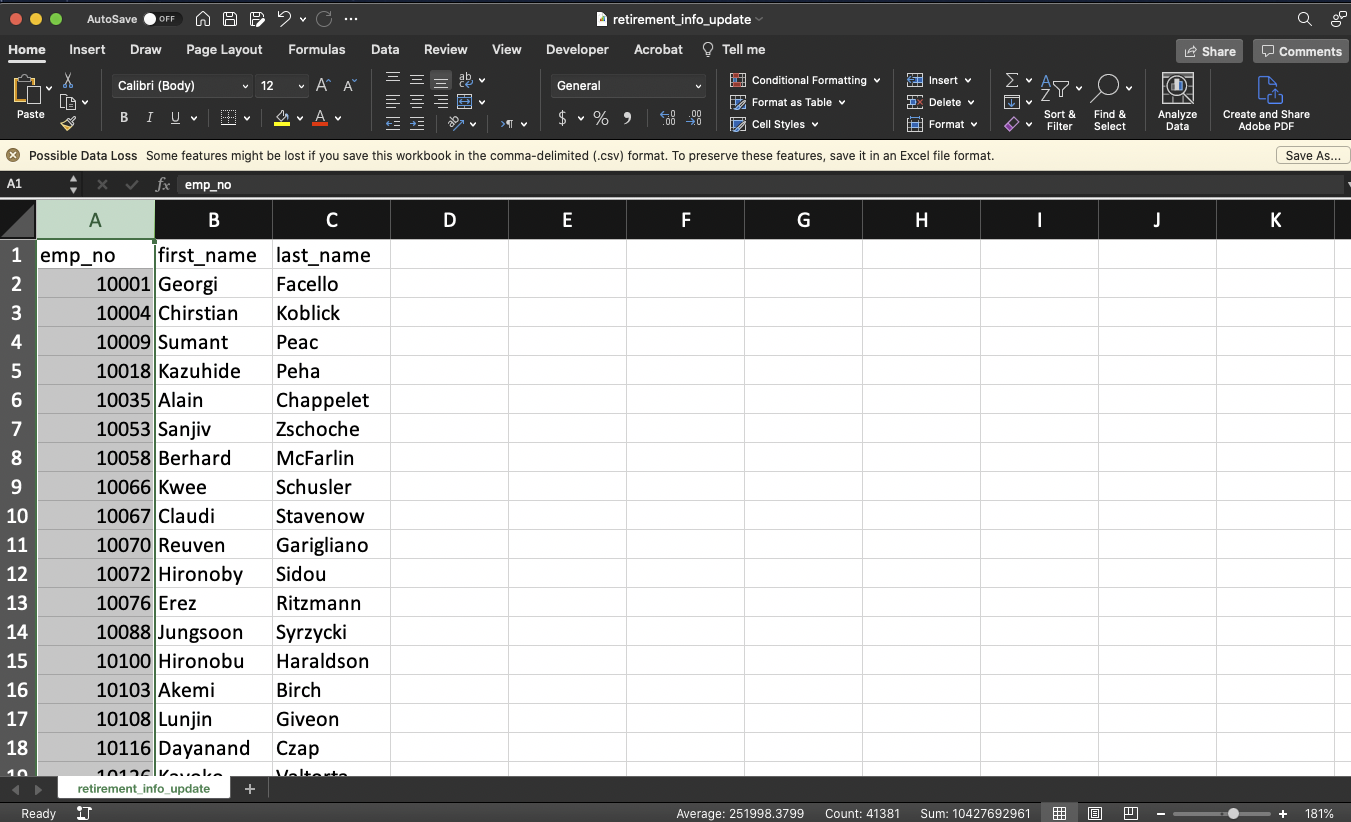 AutoSave OFF ... retirement_info_update
Home Insert Draw Page Layout Formulas Data Review View Developer Acrobat Tell me Share Comments
Paste
Calibri (Body) 12 A A
B I U A
ab
General
$ % 9
Conditional Formatting
Format as Table
Cell Styles
Insert
Delete
Format
Sort & Filter
Find & Select
Analyze Data
Create and Share Adobe PDF
Possible Data Loss Some features might be lost if you save this workbook in the comma-delimited (.csv) format. To preserve these features, save it in an Excel file format. Save As...
A1 fx emp_no
A B C D E F G H I J K
1 emp_no first_name last_name
2 10001 Georgi Facello
3 10004 Chirstian Koblick
4 10009 Sumant Peac
5 10018 Kazuhide Peha
6 10035 Alain Chappelet
7 10053 Sanjiv Zschoche
8 10058 Berhard McFarlin
9 10066 Kwee Schusler
10 10067 Claudi Stavenow
11 10070 Reuven Garigliano
12 10072 Hironoby Sidou
13 10076 Erez Ritzmann
14 10088 Jungsoon Syrzycki
15 10100 Hironobu Haraldson
16 10103 Akemi Birch
17 10108 Lunjin Giveon
18 10116 Dayanand Czap
retirement_info_update +
Ready Average: 251998.3799 Count: 41381 Sum: 10427692961 − + 181%